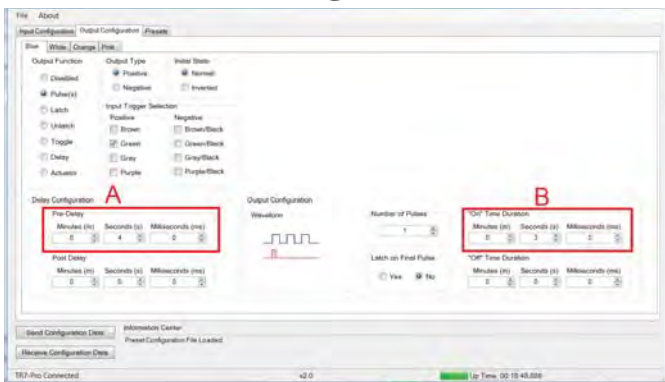 File About
Input Configuration Output Configuration Presets
Blue White Orange Pink
Output Function Output Type Initial State
Disabled Positive Normal
Pulse(s) Negative Inverted
Latch Input Trigger Selection
Positive Negative
Unlatch Brown Brown/Black
Toggle Green Green/Black
Delay Gray Gray/Black
Actuator Purple Purple/Black
Delay Configuration A Output Configuration B
Pre-Delay Waveform Number of Pulses "On" Time Duration
Minutes (m) Seconds (s) Milliseconds (ms) 1 Minutes (m) Seconds (s) Milliseconds (ms)
0 4 0 0 3 0
Post Delay Latch on Final Pulse "Off" Time Duration
Minutes (m) Seconds (s) Milliseconds (ms) Yes No Minutes (m) Seconds (s) Milliseconds (ms)
0 0 0 0 0 0
Send Configuration Data Information Center
Preset Configuration File Loaded
Receive Configuration Data
TR7-Pro Connected v2.0 Up Time: 00:18:49.886